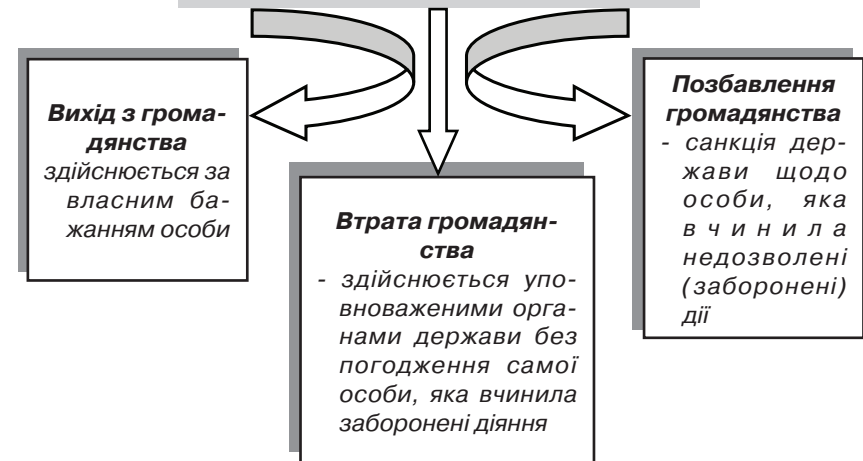 Вихід з грома-
дянства
здійснюється за
власним ба-
жанням особи
Втрата громадян-
ства
- здійснюється упо-
вноваженими орга-
нами держави без
погодження самої
особи, яка вчинила
заборонені діяння
Позбавлення
громадянства
- санкція дер-
жави щодо
особи, яка
вчинила
недозволені
(заборонені)
дії